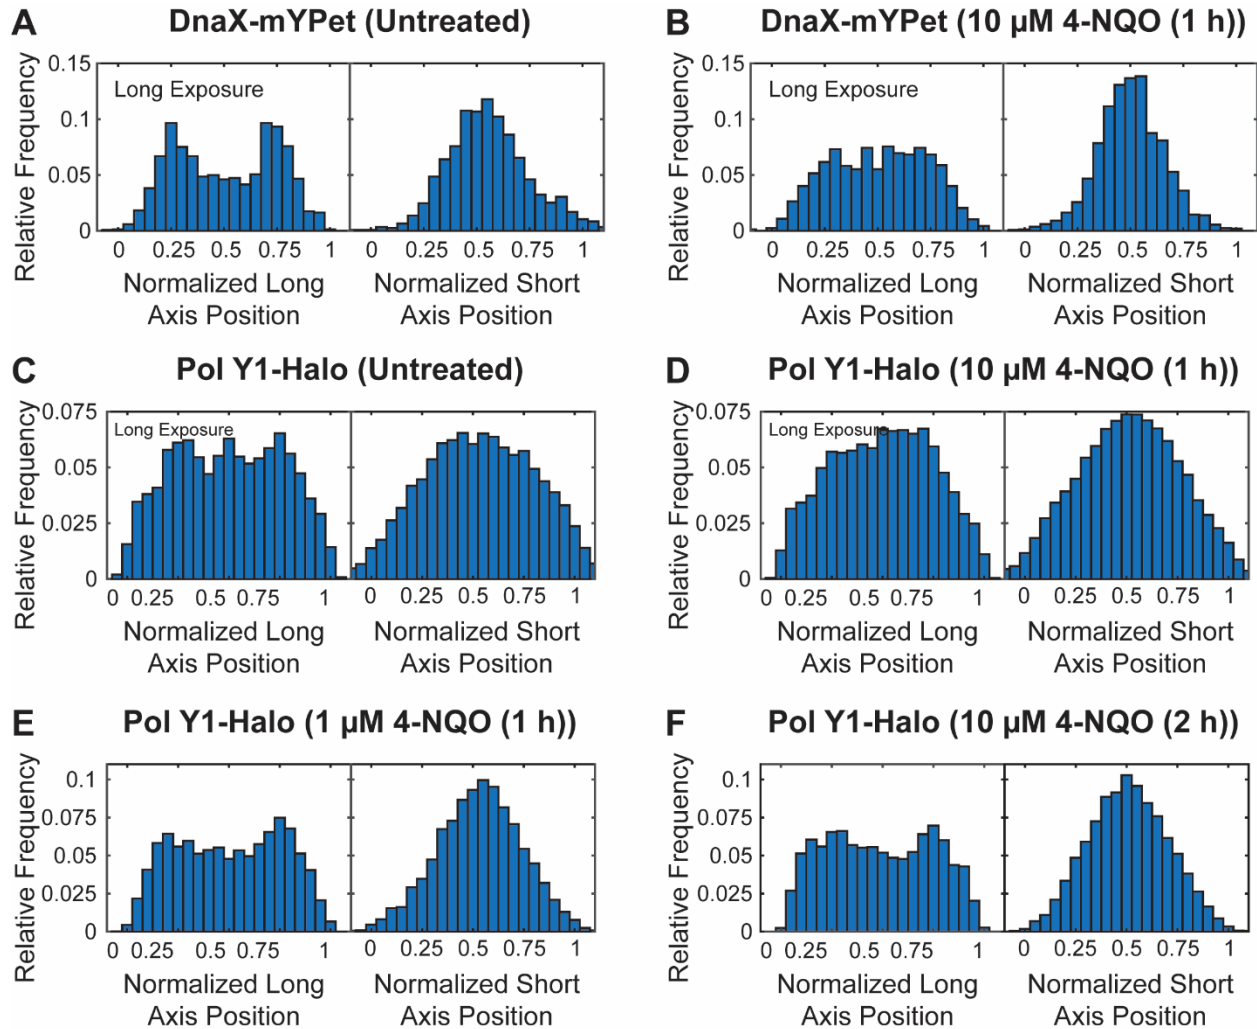 A DnaX-mYPet (Untreated)
0.15
0.1
0.05
0
Relative Frequency
Long Exposure
0 0.25 0.5 0.75 1
0 0.25 0.5 0.75 1
Normalized Long
Axis Position
Normalized Short
Axis Position
B DnaX-mYPet (10 µM 4-NQO (1 h))
0.15
0.1
0.05
0
Relative Frequency
Long Exposure
0 0.25 0.5 0.75 1
0 0.25 0.5 0.75 1
Normalized Long
Axis Position
Normalized Short
Axis Position
C Pol Y1-Halo (Untreated)
0.075
0.05
0.025
0
Relative Frequency
Long Exposure
0 0.25 0.5 0.75 1
0 0.25 0.5 0.75 1
Normalized Long
Axis Position
Normalized Short
Axis Position
D Pol Y1-Halo (10 µM 4-NQO (1 h))
0.075
0.05
0.025
0
Relative Frequency
Long Exposure
0 0.25 0.5 0.75 1
0 0.25 0.5 0.75 1
Normalized Long
Axis Position
Normalized Short
Axis Position
E Pol Y1-Halo (1 µM 4-NQO (1 h))
0.1
0.075
0.05
0.025
0
Relative Frequency
0 0.25 0.5 0.75 1
0 0.25 0.5 0.75 1
Normalized Long
Axis Position
Normalized Short
Axis Position
F Pol Y1-Halo (10 µM 4-NQO (2 h))
0.1
0.075
0.05
0.025
0
Relative Frequency
0 0.25 0.5 0.75 1
0 0.25 0.5 0.75 1
Normalized Long
Axis Position
Normalized Short
Axis Position